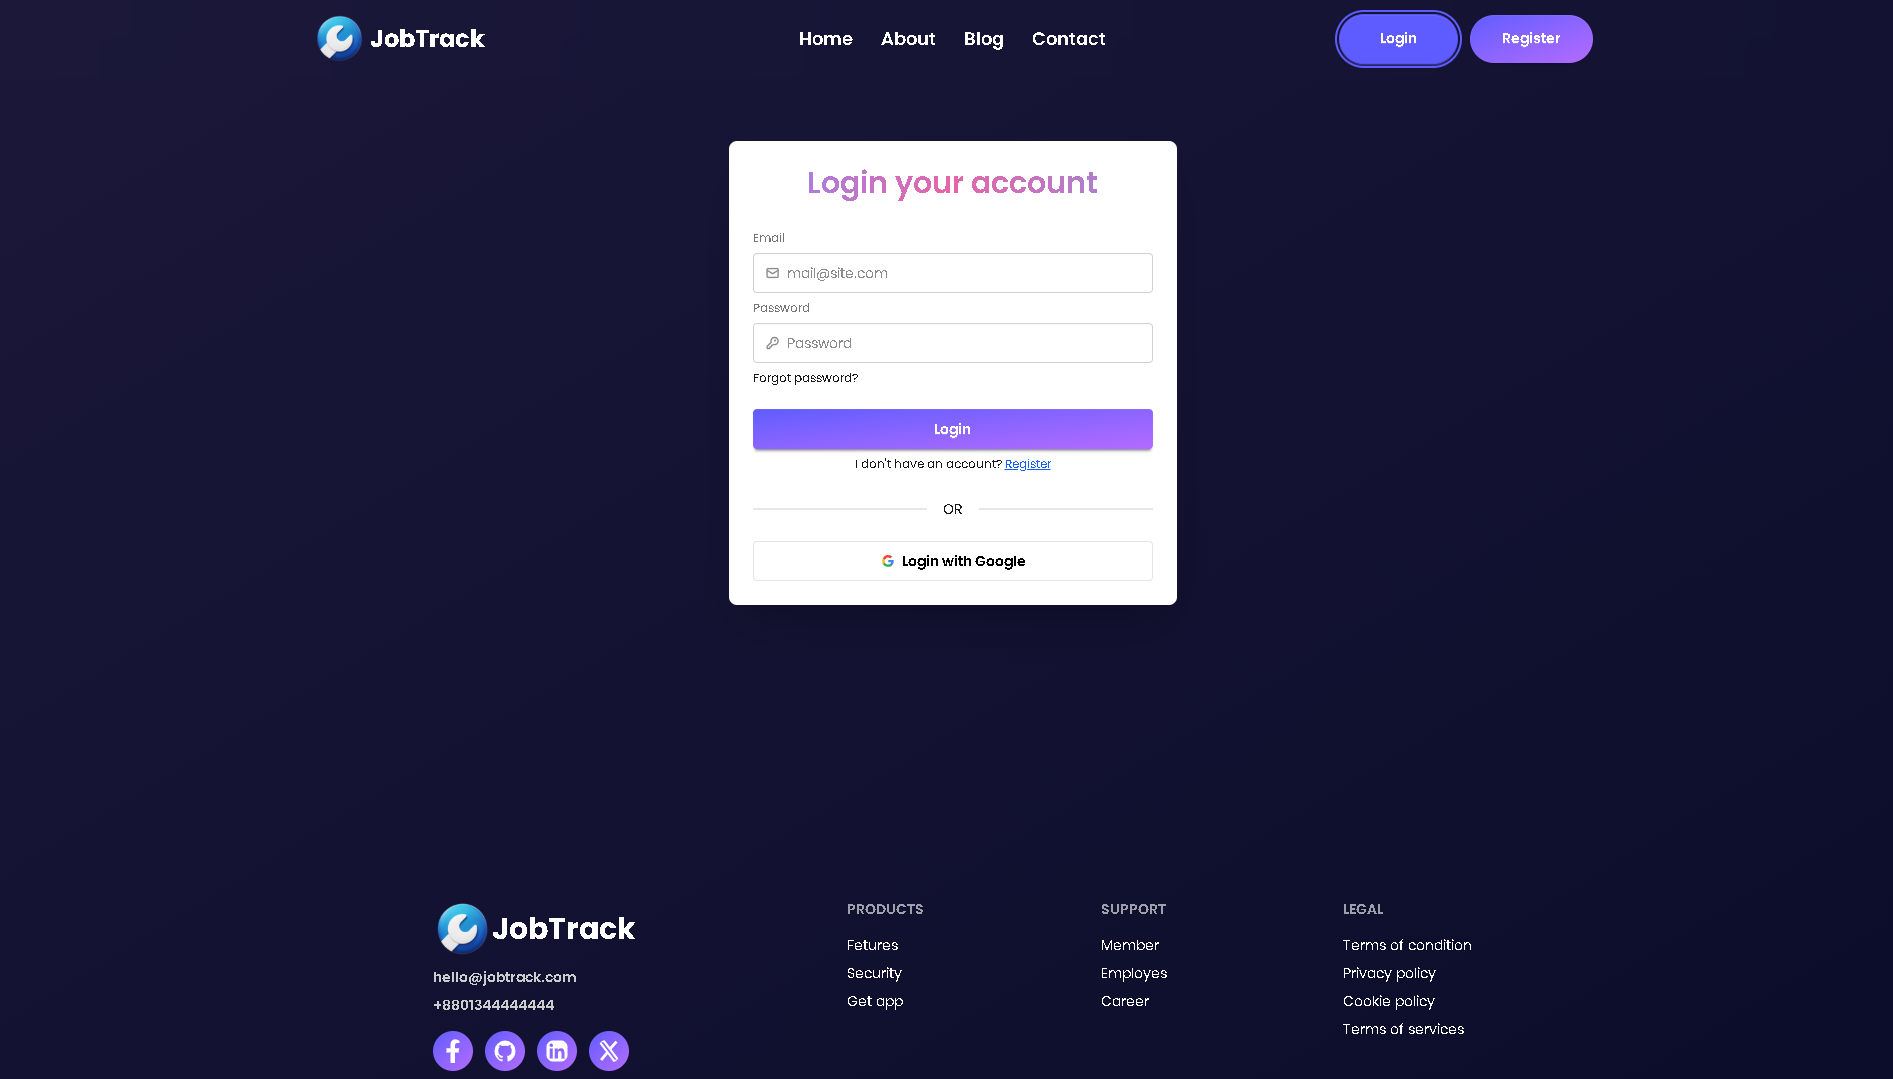 JobTrack
Home About Blog Contact
Login Register
Login your account
Email
mail@site.com
Password
Password
Forgot password?
Login
I don't have an account? Register
OR
Login with Google
JobTrack
hello@jobtrack.com
+8801344444444
PRODUCTS
Fetures
Security
Get app
SUPPORT
Member
Employes
Career
LEGAL
Terms of condition
Privacy policy
Cookie policy
Terms of services